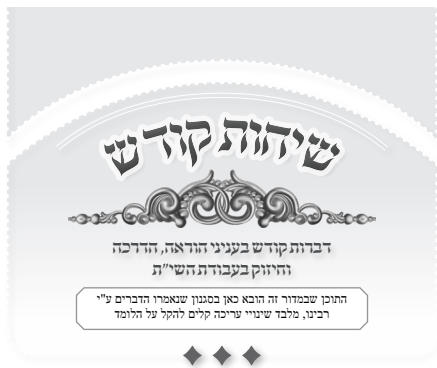 שיחות קודש
דברות קודש בעניני הוראה, הדרכה
וחיזוק בעבודת השי"ת
התוכן שבמדור זה הובא כאן בסגנון שנאמרו הדברים ע"י
רבינו, מלבד שינויי עריכה קלים להקל על הלומד